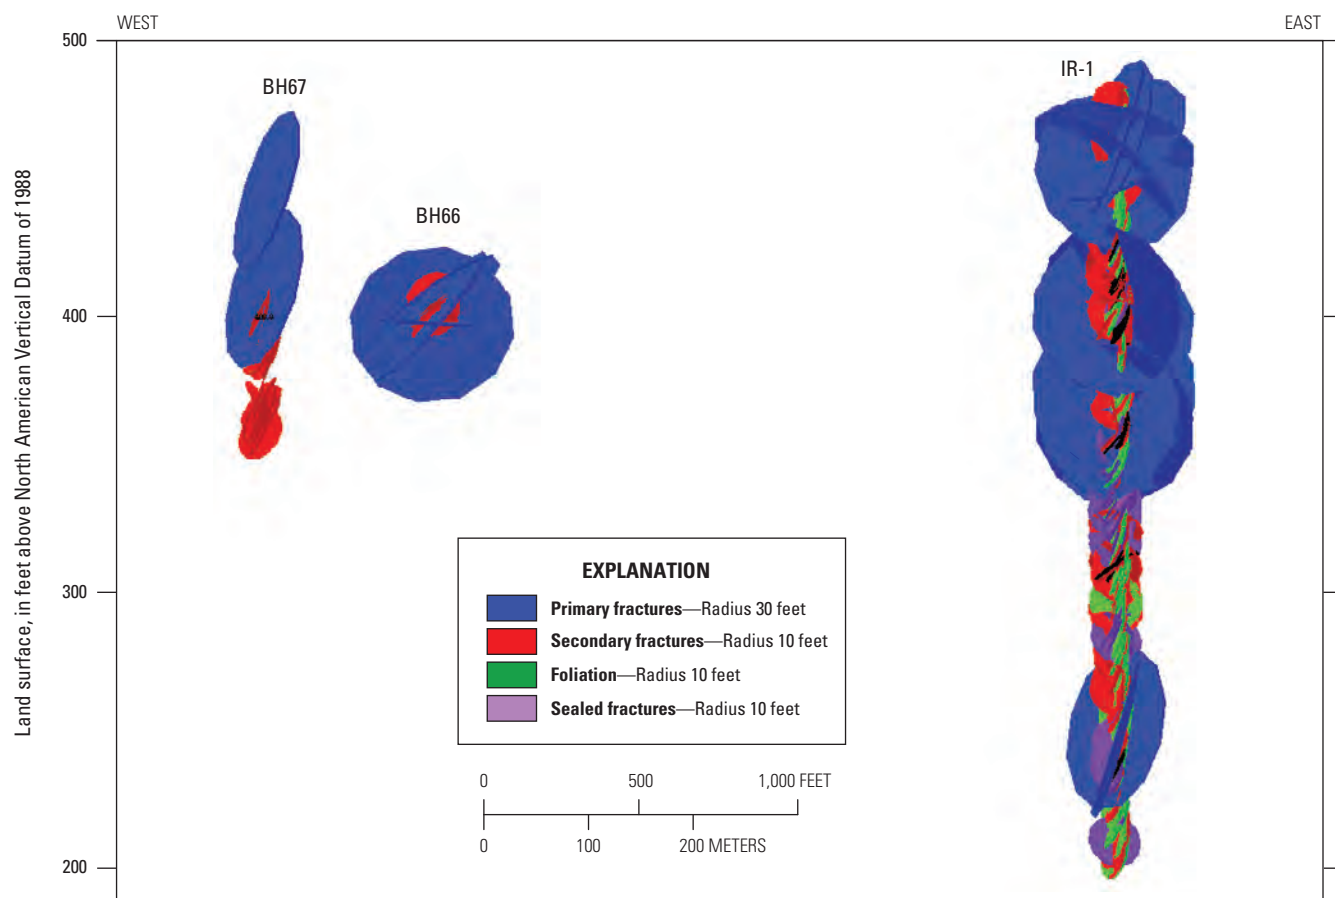 WEST
EAST
500
400
300
200
Land surface, in feet above North American Vertical Datum of 1988
BH67
BH66
IR-1
EXPLANATION
Primary fractures—Radius 30 feet
Secondary fractures—Radius 10 feet
Foliation—Radius 10 feet
Sealed fractures—Radius 10 feet
0 500 1,000 FEET
0 100 200 METERS